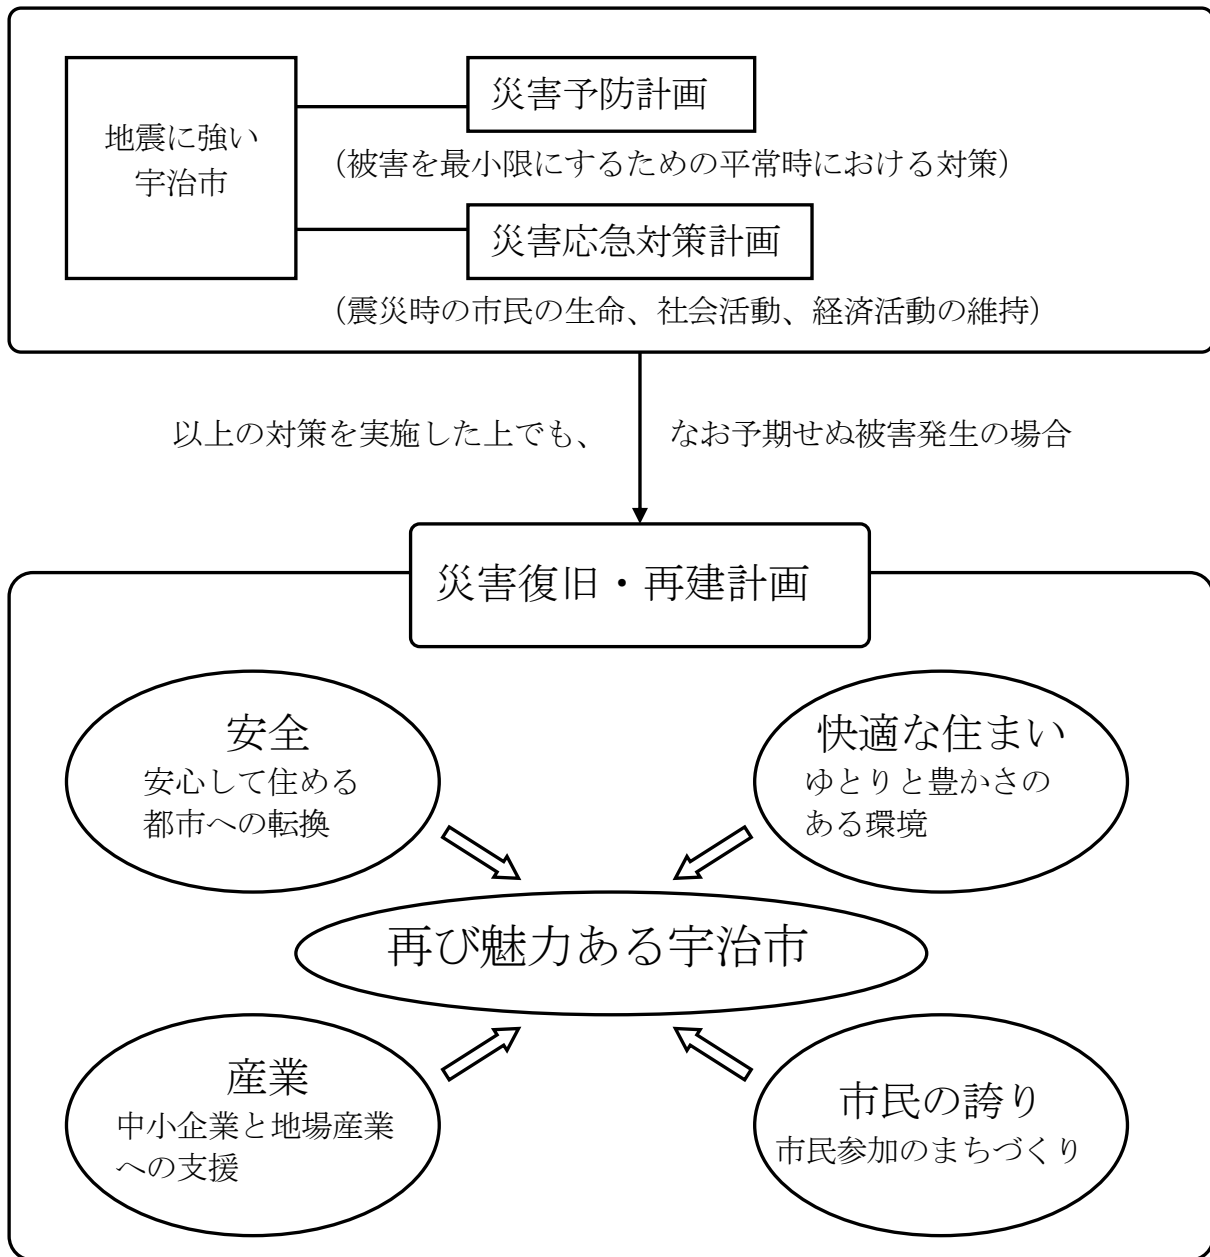 地震に強い
宇治市
災害予防計画
（被害を最小限にするための平常時における対策）
災害応急対策計画
（震災時の市民の生命、社会活動、経済活動の維持）
以上の対策を実施した上でも、 なお予期せぬ被害発生の場合
災害復旧・再建計画
安全
安心して住める
都市への転換
快適な住まい
ゆとりと豊かさの
ある環境
再び魅力ある宇治市
産業
中小企業と地場産業
への支援
市民の誇り
市民参加のまちづくり